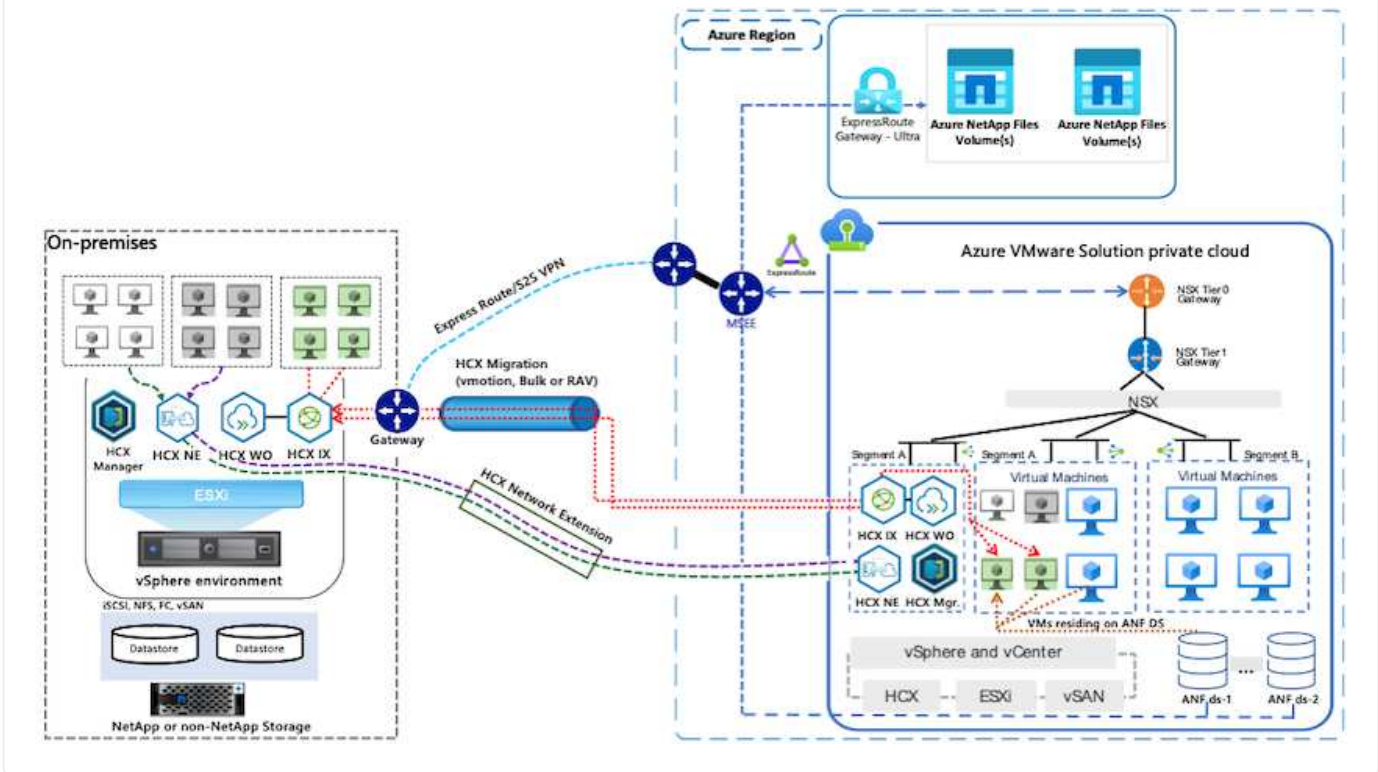 Azure Region
ExpressRoute
Gateway - Ultra
Azure NetApp Files
Volume(s)
Azure NetApp Files
Volume(s)
On-premises
Express Route/S2S VPN
MSEE
ExpressRoute
Azure VMware Solution private cloud
NSX Tier0
Gateway
NSX Tier1
Gateway
NSX
HCX Migration
(vmotion, Bulk or RAV)
Gateway
HCX
Manager
HCX NE
HCX WO
HCX IX
ESXi
vSphere environment
iSCSI, NFS, FC, vSAN
Datastore
Datastore
NetApp or non-NetApp Storage
HCX Network Extension
Segment A
Segment A
Segment B
Virtual Machines
Virtual Machines
HCX IX
HCX WO
HCX NE
HCX Mgr.
VMs residing on ANF DS
vSphere and vCenter
HCX
ESXi
vSAN
ANF ds-1
...
ANF ds-2